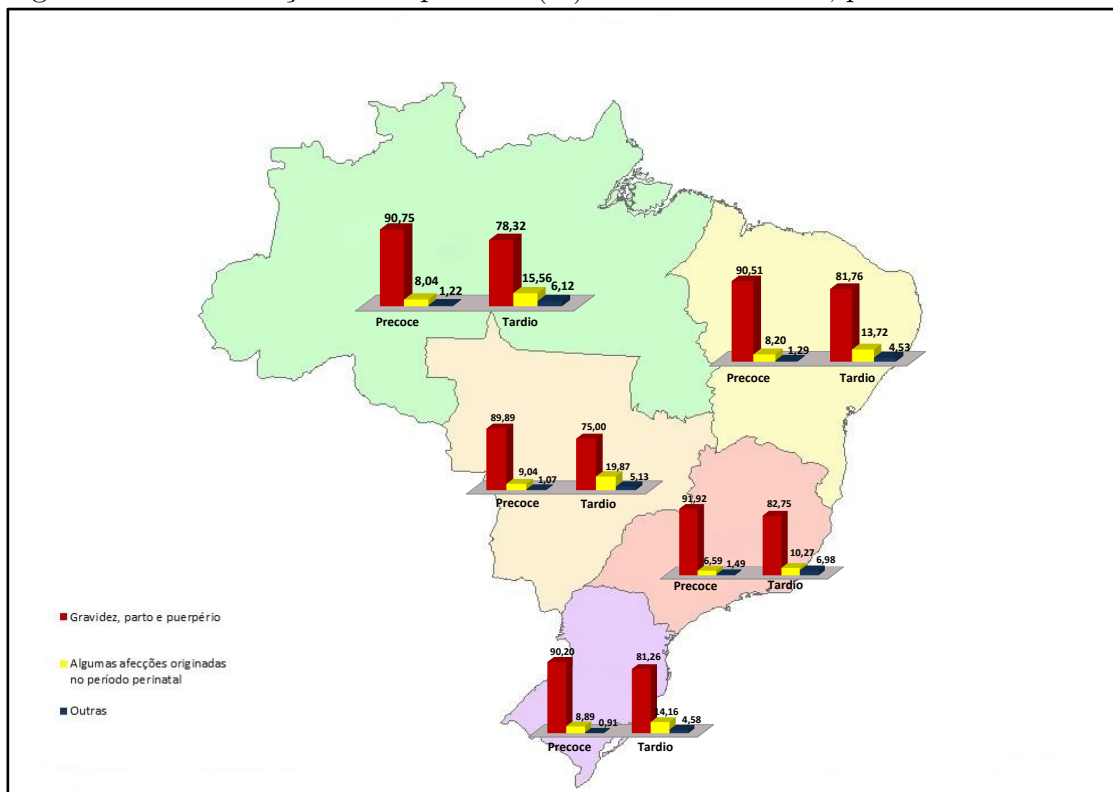 90,75
8,04
1,22
Precoce
78,32
15,56
6,12
Tardio
90,51
8,20
1,29
Precoce
81,76
13,72
4,53
Tardio
89,89
9,04
1,07
Precoce
75,00
19,87
5,13
Tardio
91,92
6,59
1,49
Precoce
82,75
10,27
6,98
Tardio
90,20
8,89
0,91
Precoce
81,26
14,16
4,58
Tardio
Gravidez, parto e puerpério
Algumas afecções originadas
no período perinatal
Outras